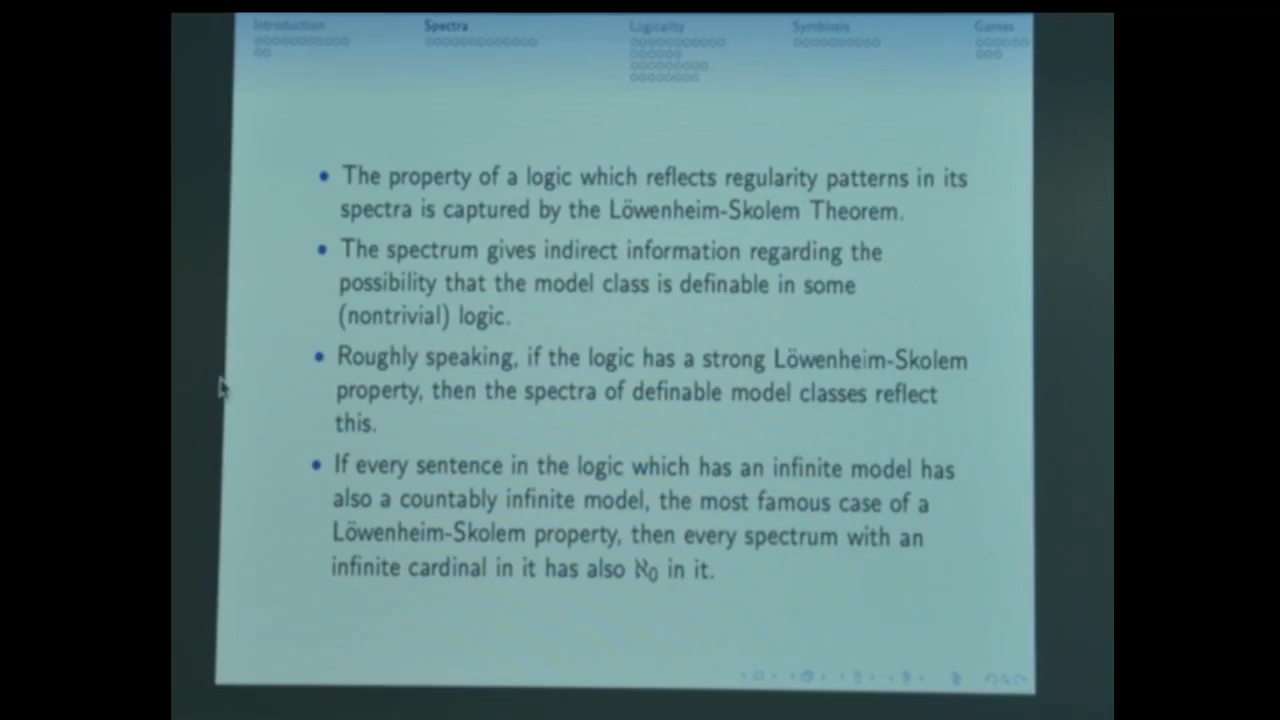 Introduction Spectra Logicality Symbiosis Games
The property of a logic which reflects regularity patterns in its
spectra is captured by the Löwenheim-Skolem Theorem.
The spectrum gives indirect information regarding the
possibility that the model class is definable in some
(nontrivial) logic.
Roughly speaking, if the logic has a strong Löwenheim-Skolem
property, then the spectra of definable model classes reflect
this.
If every sentence in the logic which has an infinite model has
also a countably infinite model, the most famous case of a
Löwenheim-Skolem property, then every spectrum with an
infinite cardinal in it has also ℵ₀ in it.